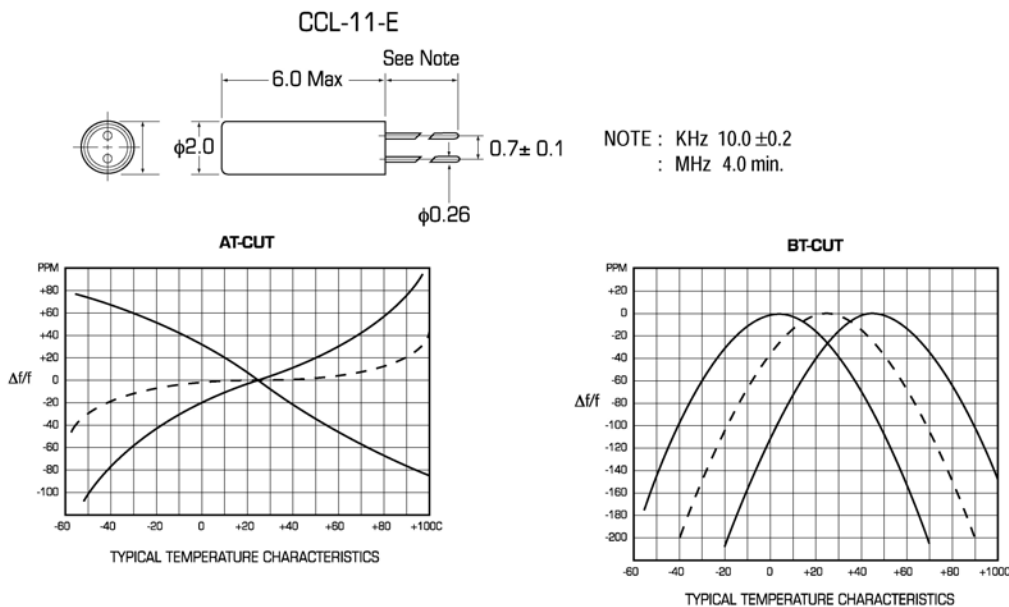 CCL-11-E
See Note
6.0 Max
ϕ2.0
0.7± 0.1
ϕ0.26
NOTE : KHz 10.0 ±0.2
: MHz 4.0 min.
AT-CUT
PPM
+80
+60
+40
+20
0
-20
-40
-60
-80
-100
Δf/f
-60 -40 -20 0 +20 +40 +60 +80 +100C
TYPICAL TEMPERATURE CHARACTERISTICS
BT-CUT
PPM
+20
0
-20
-40
-60
-80
-100
-120
-140
-160
-180
-200
Δf/f
-60 -40 -20 0 +20 +40 +60 +80 +100C
TYPICAL TEMPERATURE CHARACTERISTICS